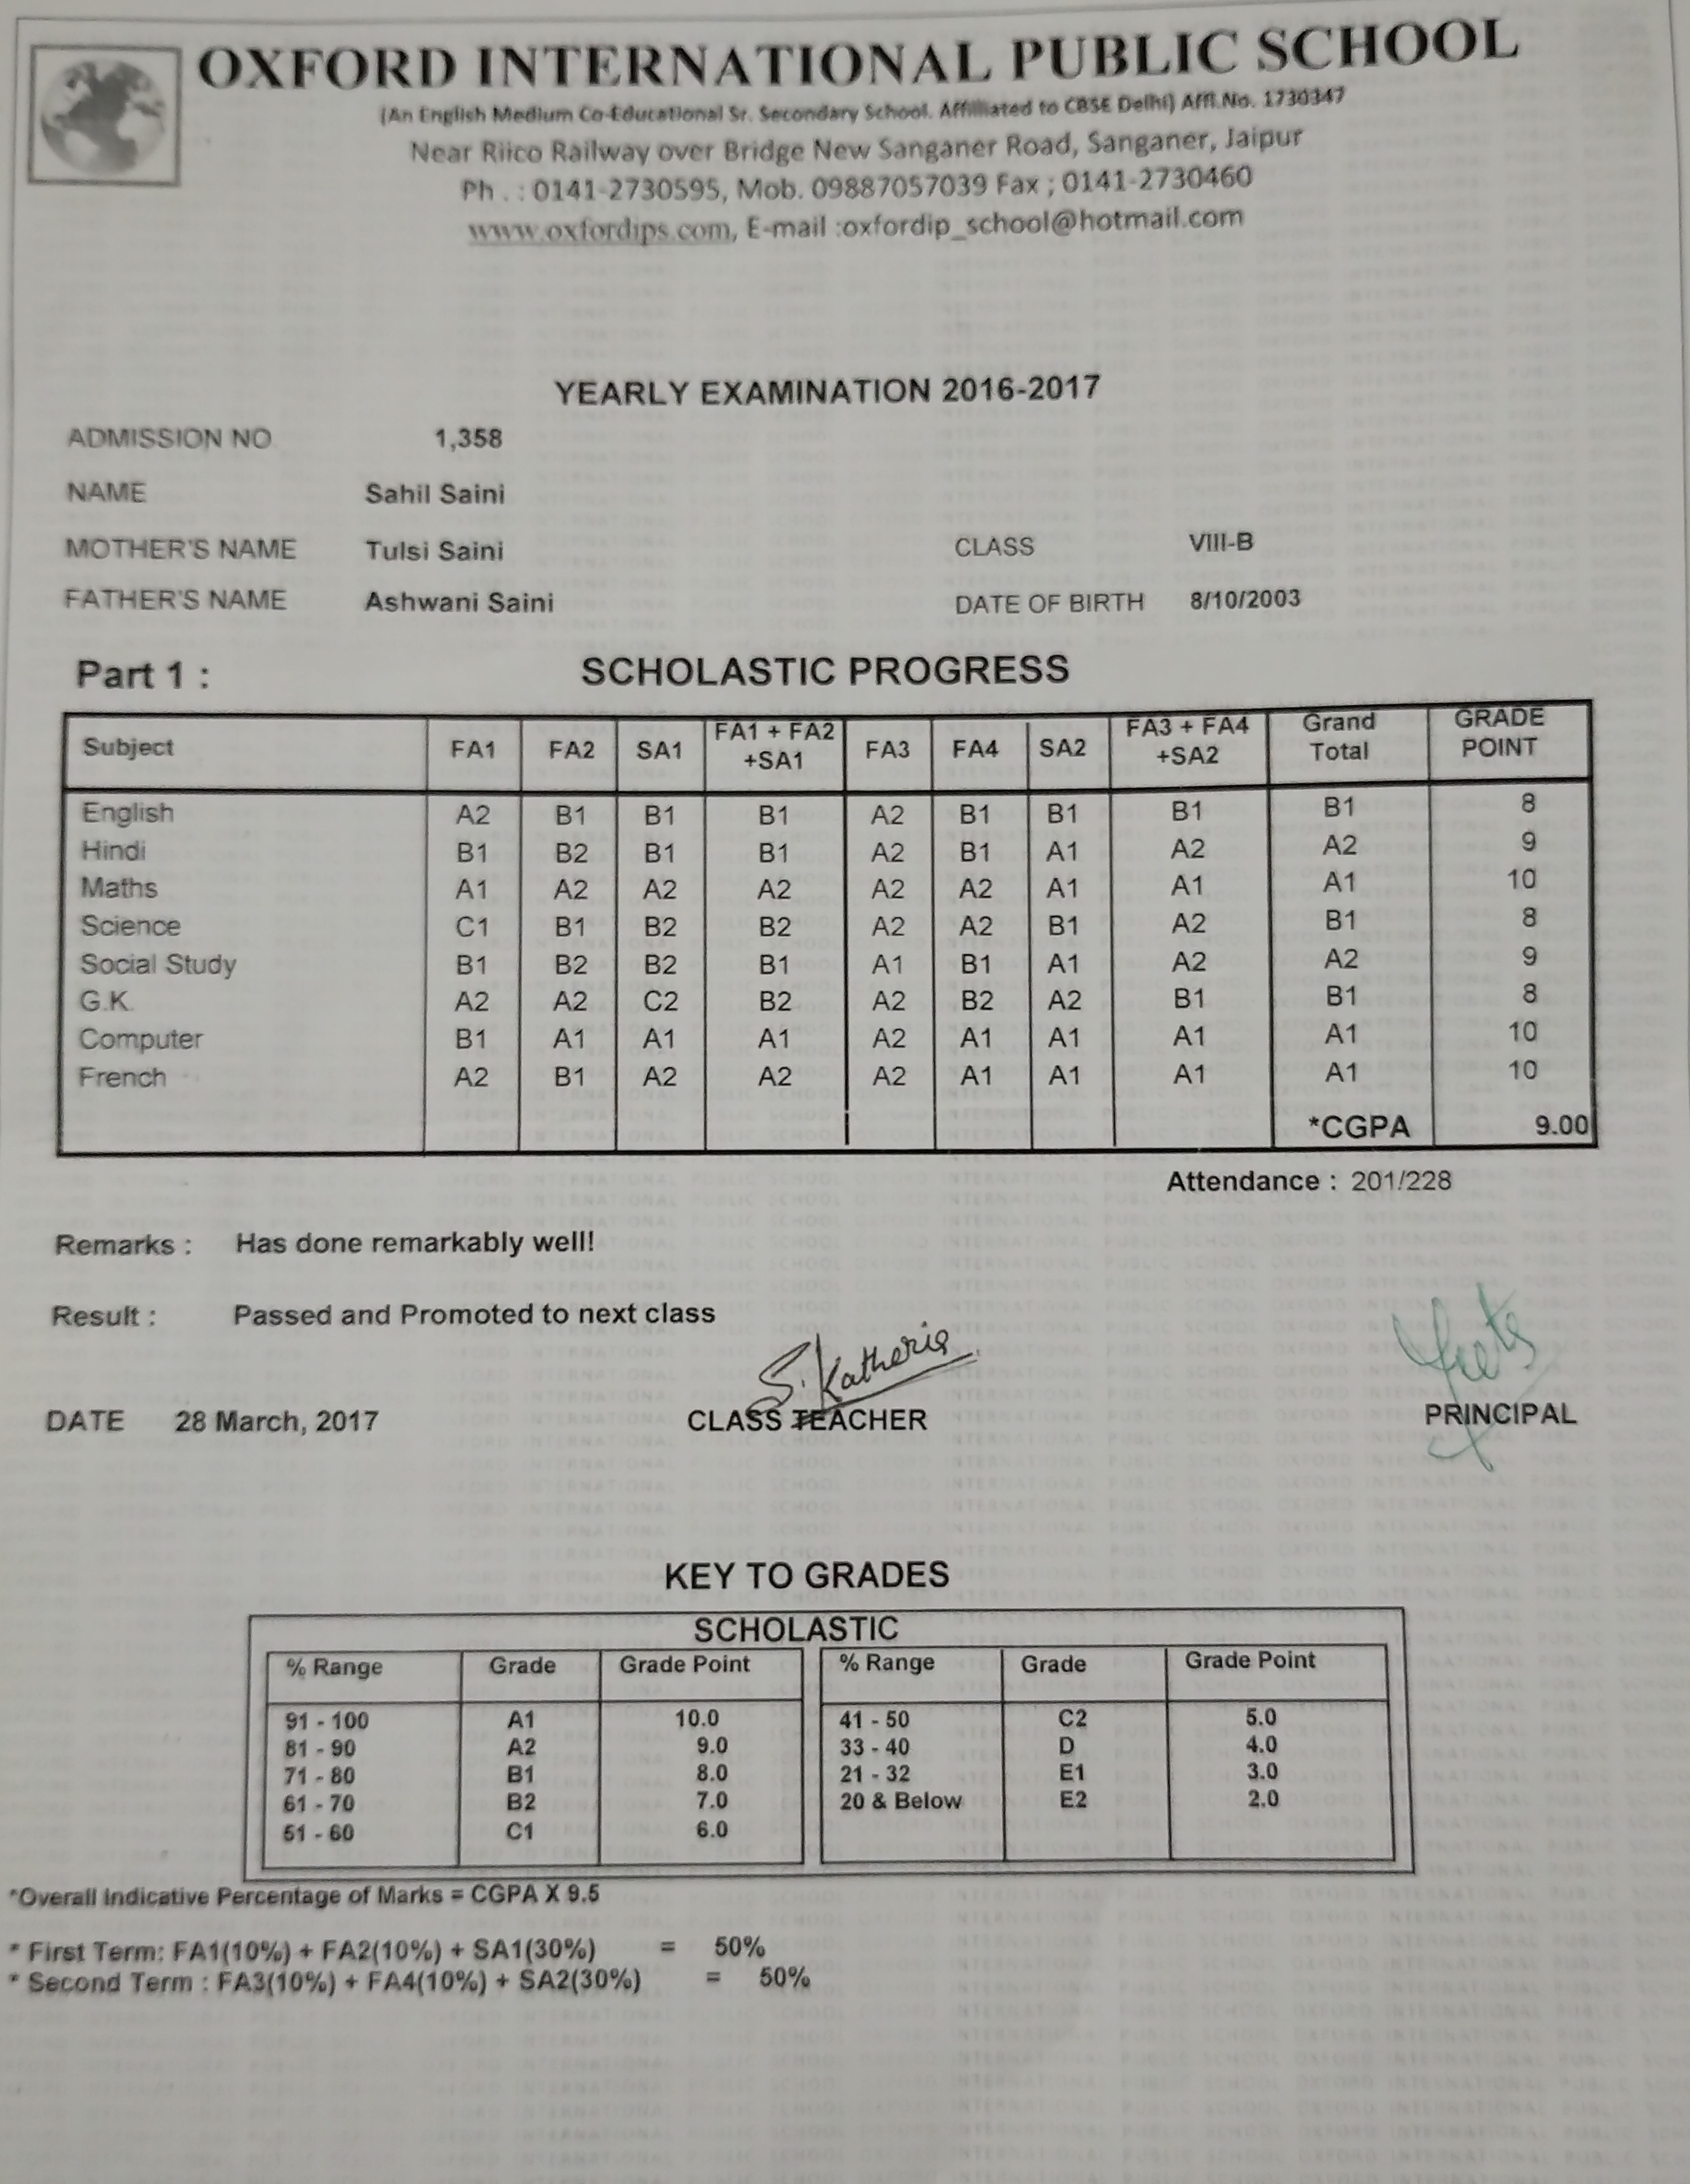 OXFORD INTERNATIONAL PUBLIC SCHOOL
(An English Medium Co-Educational Sr. Secondary School. Affilliated to CBSE Delhi) Affl.No. 1730347
Near Riico Railway over Bridge New Sanganer Road, Sanganer, Jaipur
Ph . : 0141-2730595, Mob. 09887057039 Fax ; 0141-2730460
www.oxfordips.com, E-mail :oxfordip_school@hotmail.com
YEARLY EXAMINATION 2016-2017
ADMISSION NO 1,358
NAME Sahil Saini
MOTHER'S NAME Tulsi Saini CLASS VIII-B
FATHER'S NAME Ashwani Saini DATE OF BIRTH 8/10/2003
Part 1 : SCHOLASTIC PROGRESS
Subject FA1 FA2 SA1 FA1 + FA2 +SA1 FA3 FA4 SA2 FA3 + FA4 +SA2 Grand Total GRADE POINT
English A2 B1 B1 B1 A2 B1 B1 B1 B1 8
Hindi B1 B2 B1 B1 A2 B1 A1 A2 A2 9
Maths A1 A2 A2 A2 A2 A2 A1 A1 A1 10
Science C1 B1 B2 B2 A2 A2 B1 A2 B1 8
Social Study B1 B2 B2 B1 A1 B1 A1 A2 A2 9
G.K. A2 A2 C2 B2 A2 B2 A2 B1 B1 8
Computer B1 A1 A1 A1 A2 A1 A1 A1 A1 10
French A2 B1 A2 A2 A2 A1 A1 A1 A1 10
*CGPA 9.00
Attendance : 201/228
Remarks : Has done remarkably well!
Result : Passed and Promoted to next class
S. Katheria
DATE 28 March, 2017 CLASS TEACHER PRINCIPAL
KEY TO GRADES
SCHOLASTIC
% Range Grade Grade Point % Range Grade Grade Point
91 - 100 A1 10.0 41 - 50 C2 5.0
81 - 90 A2 9.0 33 - 40 D 4.0
71 - 80 B1 8.0 21 - 32 E1 3.0
61 - 70 B2 7.0 20 & Below E2 2.0
51 - 60 C1 6.0
*Overall Indicative Percentage of Marks = CGPA X 9.5
* First Term: FA1(10%) + FA2(10%) + SA1(30%) = 50%
* Second Term : FA3(10%) + FA4(10%) + SA2(30%) = 50%